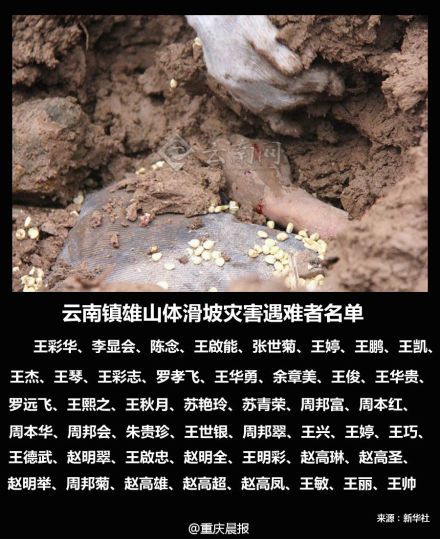 云南网
云南镇雄山体滑坡灾害遇难者名单
王彩华、李显会、陈念、王啟能、张世菊、王婷、王鹏、王凯、
王杰、王琴、王彩志、罗孝飞、王华勇、余章美、王俊、王华贵、
罗远飞、王熙之、王秋月、苏艳玲、苏青荣、周邦富、周本红、
周本华、周邦会、朱贵珍、王世银、周邦翠、王兴、王婷、王巧、
王德武、赵明翠、王啟忠、赵明全、王明彩、赵高琳、赵高圣、
赵明举、周邦菊、赵高雄、赵高超、赵高凤、王敏、王丽、王帅
来源：新华社
@重庆晨报